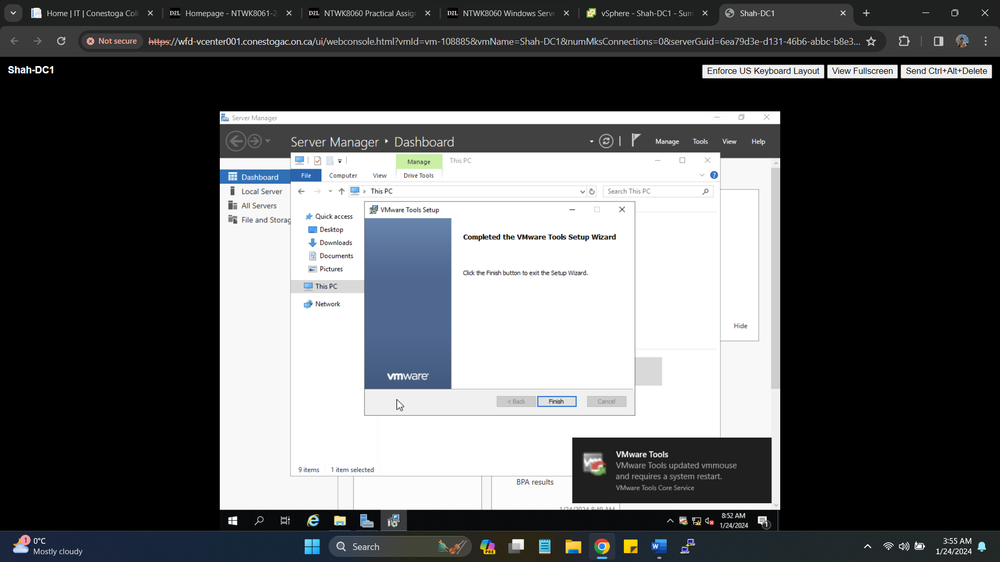 Home | IT | Conestoga Coll
D2L Homepage - NTWK8061-2
D2L NTWK8060 Practical Assig
D2L NTWK8060 Windows Serve
vSphere - Shah-DC1 - Sum
Shah-DC1
Not secure
https://wfd-vcenter001.conestogac.on.ca/ui/webconsole.html?vmId=vm-108885&vmName=Shah-DC1&numMksConnections=0&serverGuid=6ea79d3e-d131-46b6-abbc-b8e3...
Shah-DC1
Enforce US Keyboard Layout
View Fullscreen
Send Ctrl+Alt+Delete
Server Manager
Server Manager
Dashboard
Manage
Tools
View
Help
Manage
This PC
File
Computer
View
Drive Tools
This PC
Search This PC
Dashboard
Local Server
All Servers
File and Storag
Quick access
Desktop
Downloads
Documents
Pictures
This PC
Network
VMware Tools Setup
Completed the VMware Tools Setup Wizard
Click the Finish button to exit the Setup Wizard.
vmware
< Back
Finish
Cancel
Hide
9 items
1 item selected
BPA results
1/24/2024 8:49 AM
VMware Tools
VMware Tools updated vmmouse
and requires a system restart.
VMware Tools Core Service
8:52 AM
1/24/2024
1
1
0°C
Mostly cloudy
Search
PRE
3:55 AM
1/24/2024